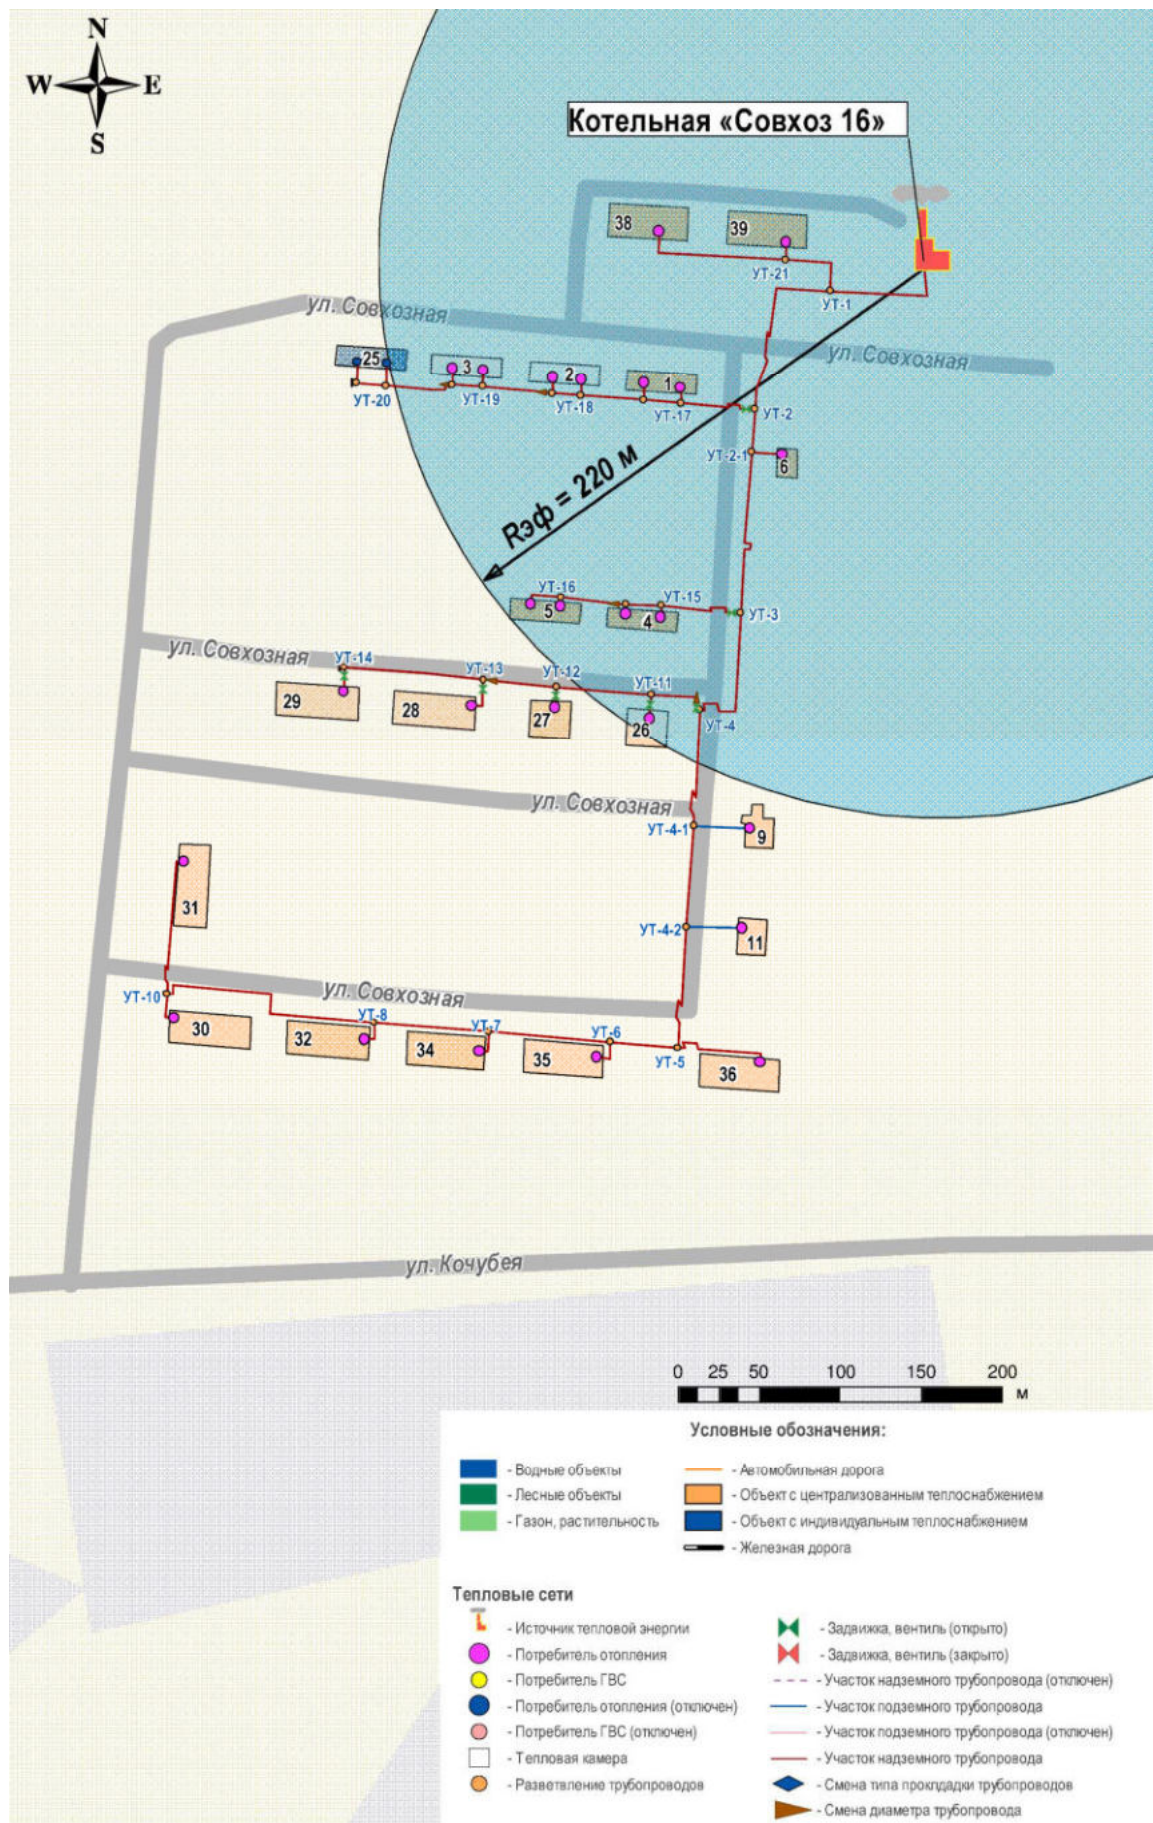 N
W E
S
Котельная «Совхоз 16»
38
39
УТ-21
УТ-1
ул. Совхозная
ул. Совхозная
25
3
2
1
УТ-20
УТ-19
УТ-18
УТ-17
УТ-2
УТ-2-1
6
Rэф = 220 м
УТ-16
УТ-15
5
4
УТ-3
ул. Совхозная
УТ-14
УТ-13
УТ-12
УТ-11
29
28
27
26
УТ-4
ул. Совхозная
УТ-4-1
9
31
УТ-4-2
11
ул. Совхозная
УТ-10
УТ-8
УТ-7
УТ-6
УТ-5
30
32
34
35
36
ул. Кочубея
0 25 50 100 150 200
м
Условные обозначения:
- Водные объекты
- Лесные объекты
- Газон, растительность
- Автомобильная дорога
- Объект с централизованным теплоснабжением
- Объект с индивидуальным теплоснабжением
- Железная дорога
Тепловые сети
- Источник тепловой энергии
- Потребитель отопления
- Потребитель ГВС
- Потребитель отопления (отключен)
- Потребитель ГВС (отключен)
- Тепловая камера
- Разветвление трубопроводов
- Задвижка, вентиль (открыто)
- Задвижка, вентиль (закрыто)
- Участок надземного трубопровода (отключен)
- Участок подземного трубопровода
- Участок подземного трубопровода (отключен)
- Участок надземного трубопровода
- Смена типа прокпдадки трубопроводов
- Смена диаметра трубопровода